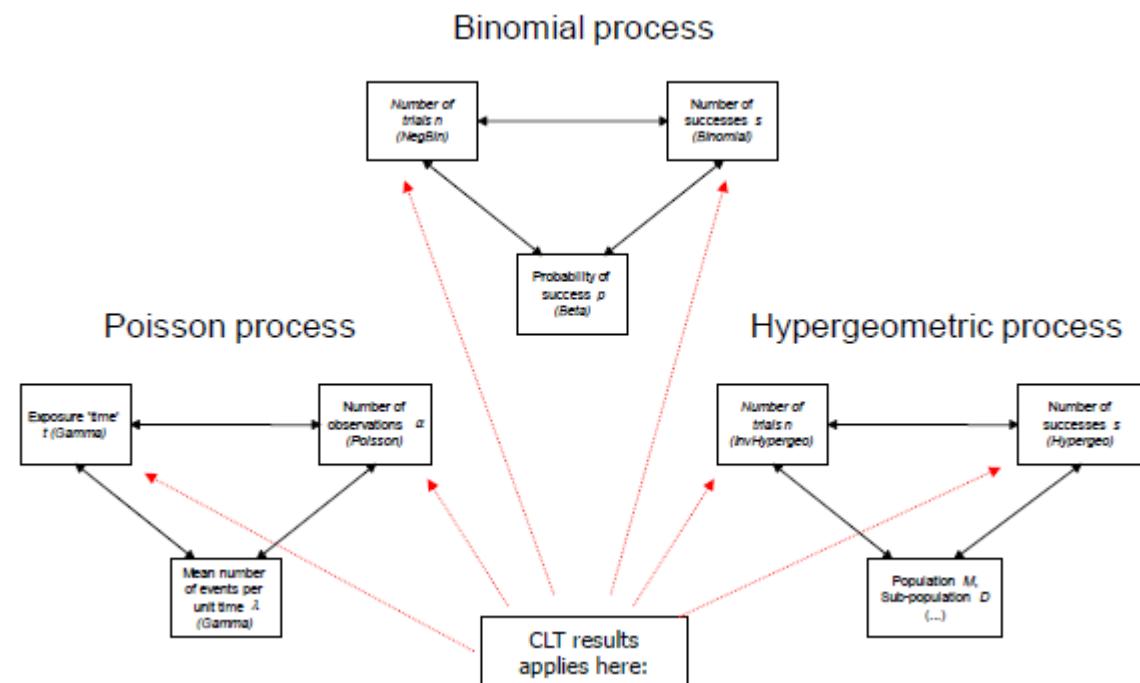 Binomial process
Number of
trials n
(NegBin)
Number of
successes s
(Binomial)
Probability of
success p
(Beta)
Poisson process
Hypergeometric process
Exposure 'time'
t (Gamma)
Number of
observations α
(Poisson)
Mean number
of events per
unit time λ
(Gamma)
Number of
trials n
(InvHypergeo)
Number of
successes s
(Hypergeo)
Population M,
Sub-population D
(...)
CLT results
applies here: